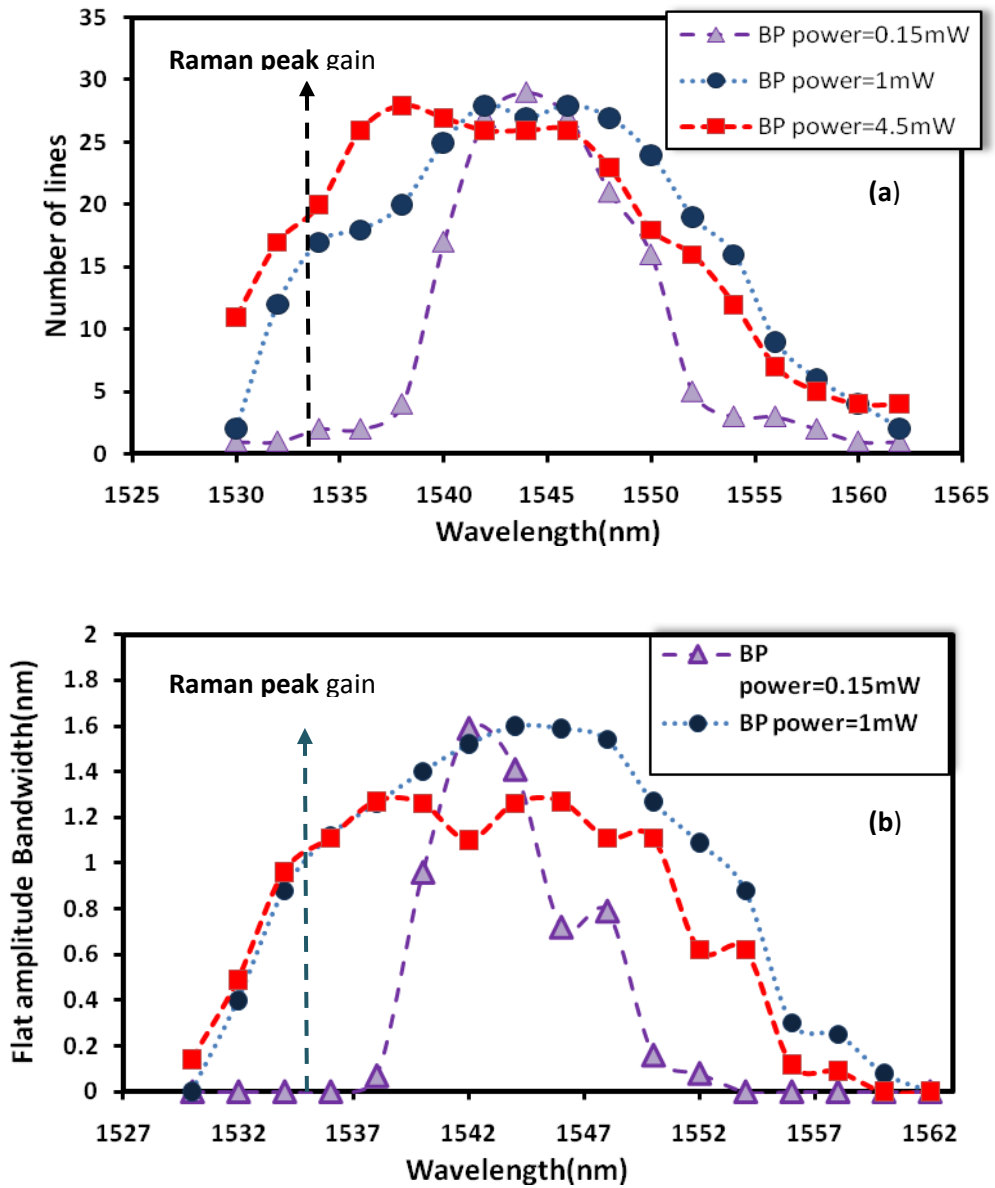 35
30
25
20
15
10
5
0
Number of lines
Raman peak gain
BP power=0.15mW
BP power=1mW
BP power=4.5mW
(a)
1525 1530 1535 1540 1545 1550 1555 1560 1565
Wavelength(nm)
2
1.8
1.6
1.4
1.2
1
0.8
0.6
0.4
0.2
0
Flat amplitude Bandwidth(nm)
Raman peak gain
BP
power=0.15mW
BP power=1mW
(b)
1527 1532 1537 1542 1547 1552 1557 1562
Wavelength(nm)